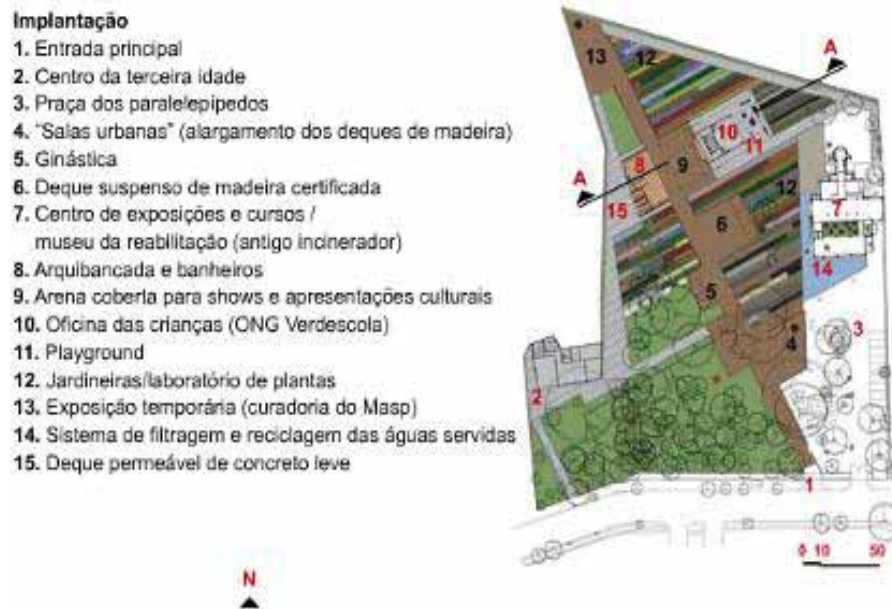 Implantação
1. Entrada principal
2. Centro da terceira idade
3. Praça dos paralelepípedos
4. "Salas urbanas" (alargamento dos deques de madeira)
5. Ginástica
6. Deque suspenso de madeira certificada
7. Centro de exposições e cursos /
museu da reabilitação (antigo incinerador)
8. Arquibancada e banheiros
9. Arena coberta para shows e apresentações culturais
10. Oficina das crianças (ONG Verdescola)
11. Playground
12. Jardineiras/laboratório de plantas
13. Exposição temporária (curadoria do Masp)
14. Sistema de filtragem e reciclagem das águas servidas
15. Deque permeável de concreto leve
N
13
12
A
10
11
8
9
A
12
15
7
6
14
5
3
4
2
1
0 10 50